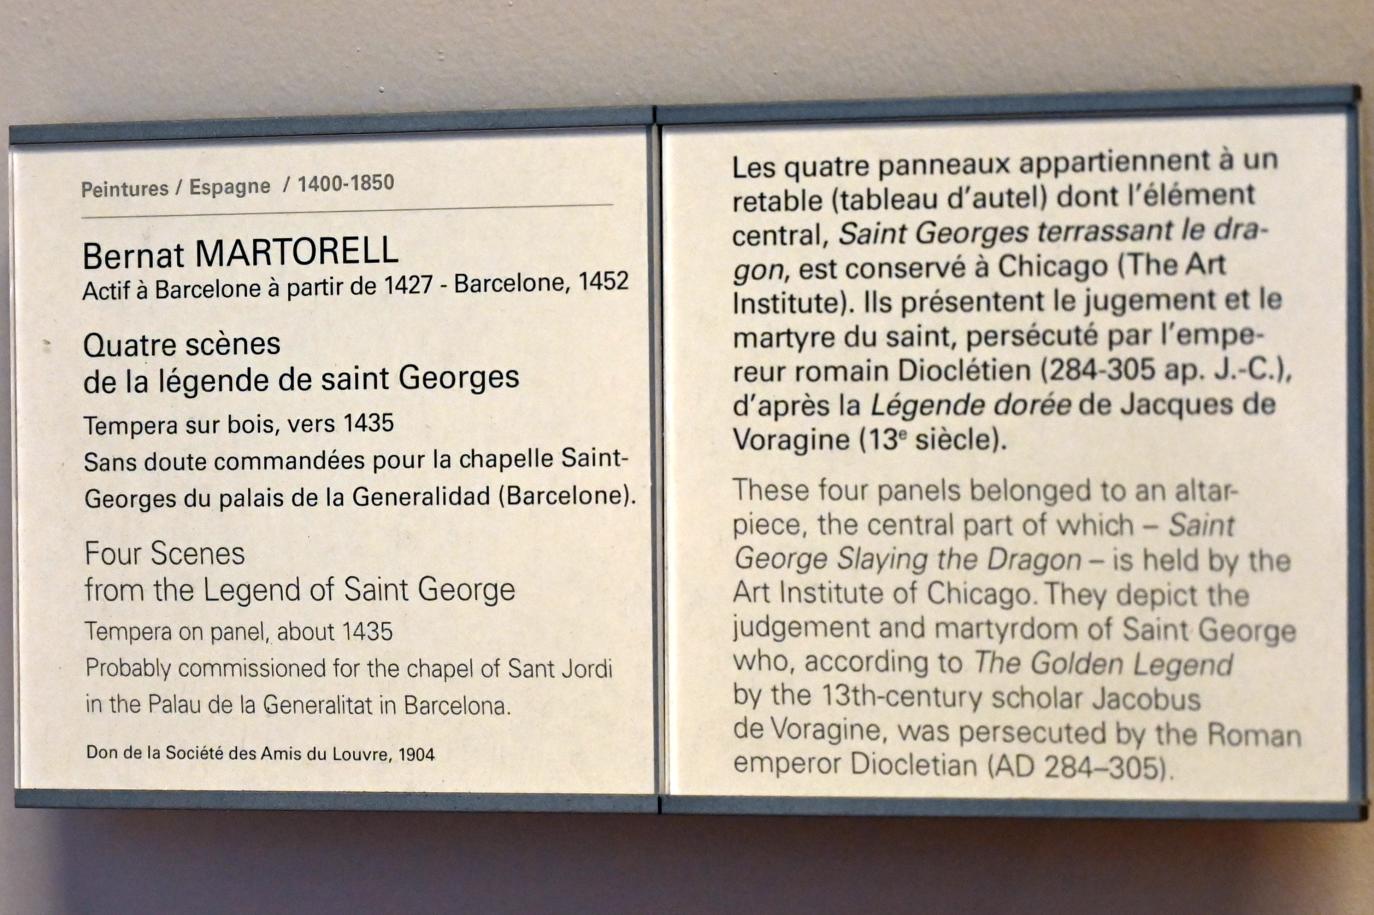 Peintures / Espagne / 1400-1850
Bernat MARTORELL
Actif à Barcelone à partir de 1427 - Barcelone, 1452
Quatre scènes
de la légende de saint Georges
Tempera sur bois, vers 1435
Sans doute commandées pour la chapelle Saint-
Georges du palais de la Generalidad (Barcelone).
Four Scenes
from the Legend of Saint George
Tempera on panel, about 1435
Probably commissioned for the chapel of Sant Jordi
in the Palau de la Generalitat in Barcelona.
Don de la Société des Amis du Louvre, 1904
Les quatre panneaux appartiennent à un
retable (tableau d'autel) dont l'élément
central, Saint Georges terrassant le dra-
gon, est conservé à Chicago (The Art
Institute). Ils présentent le jugement et le
martyre du saint, persécuté par l'empe-
reur romain Dioclétien (284-305 ap. J.-C.),
d'après la Légende dorée de Jacques de
Voragine (13e siècle).
These four panels belonged to an altar-
piece, the central part of which – Saint
George Slaying the Dragon – is held by the
Art Institute of Chicago. They depict the
judgement and martyrdom of Saint George
who, according to The Golden Legend
by the 13th-century scholar Jacobus
de Voragine, was persecuted by the Roman
emperor Diocletian (AD 284–305).